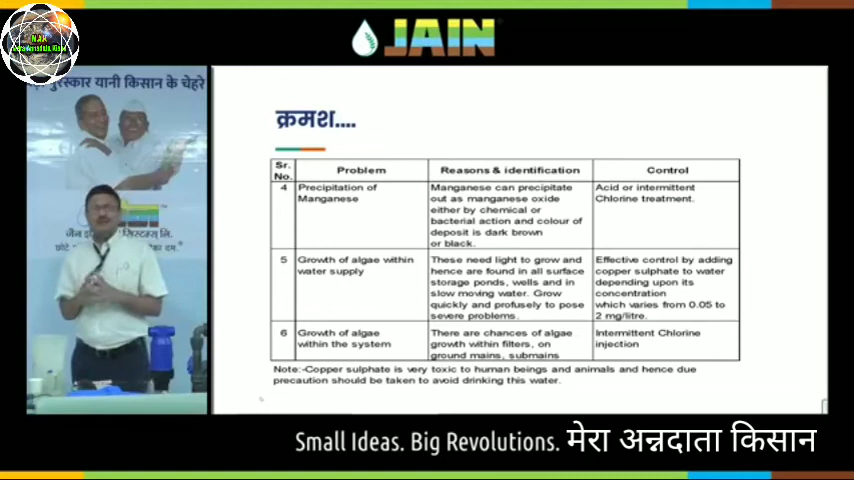 N.A.K
Mera Annadata Kisan
JAIN
पुरस्कार यानी किसान के चेहरे
क्रमश....
Sr. No. Problem Reasons & identification Control
4 Precipitation of Manganese
Manganese can precipitate
out as manganese oxide
either by chemical or
bacterial action and colour of
deposit is dark brown
or black.
Acid or intermittent
Chlorine treatment.
5 Growth of algae within
water supply
These need light to grow and
hence are found in all surface
storage ponds, wells and in
slow moving water. Grow
quickly and profusely to pose
severe problems.
Effective control by adding
copper sulphate to water
depending upon its
concentration
which varies from 0.05 to
2 mg/litre.
6 Growth of algae
within the system
There are chances of algae
growth within filters, on
ground mains, submains
Intermittent Chlorine
injection
Note:-Copper sulphate is very toxic to human beings and animals and hence due
precaution should be taken to avoid drinking this water.
Small Ideas. Big Revolutions. मेरा अन्नदाता किसान